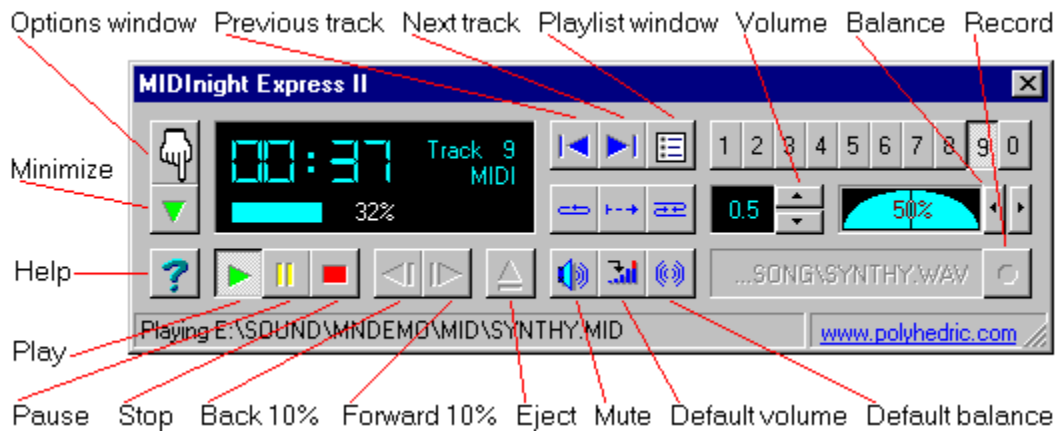 Options window Previous track Next track Playlist window Volume Balance Record
MIDInight Express II
00:37 Track 9
MIDI
1 2 3 4 5 6 7 8 9 0
Minimize
32%
0.5
50%
Help
?
...SONG\SYNTHY.WAV
Playing E:\SOUND\MNDEMO\MID\SYNTHY.MID
www.polyhedric.com
Play
Pause Stop Back 10% Forward 10% Eject Mute Default volume Default balance